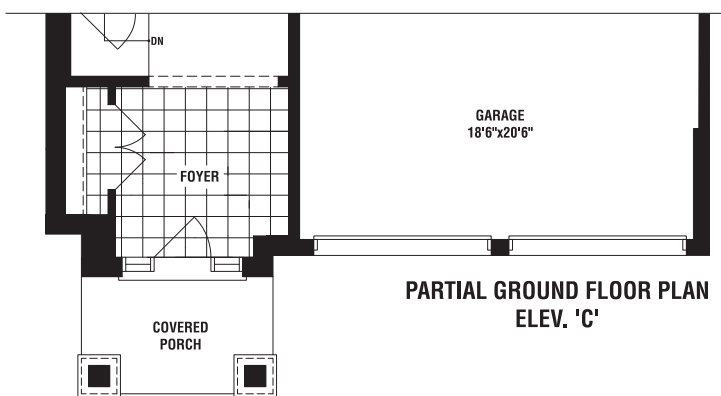 DN
GARAGE
18'6"x20'6"
FOYER
PARTIAL GROUND FLOOR PLAN
ELEV. 'C'
COVERED
PORCH